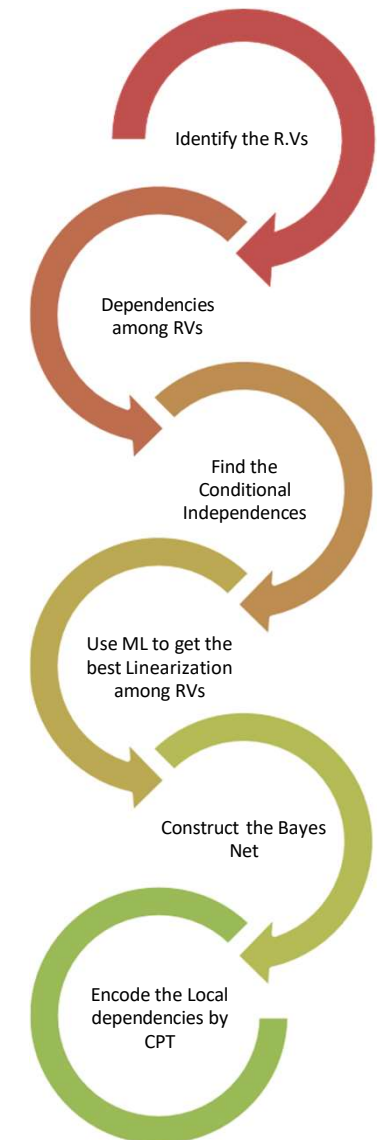 Identify the R.Vs
Dependencies
among RVs
Find the
Conditional
Independences
Use ML to get the
best Linearization
among RVs
Construct the Bayes
Net
Encode the Local
dependencies by
CPT